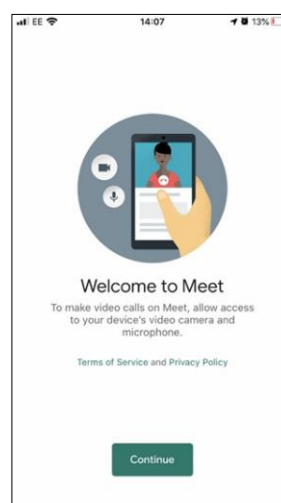 EE 14:07 13%
Welcome to Meet
To make video calls on Meet, allow access
to your device's video camera and
microphone.
Terms of Service and Privacy Policy
Continue